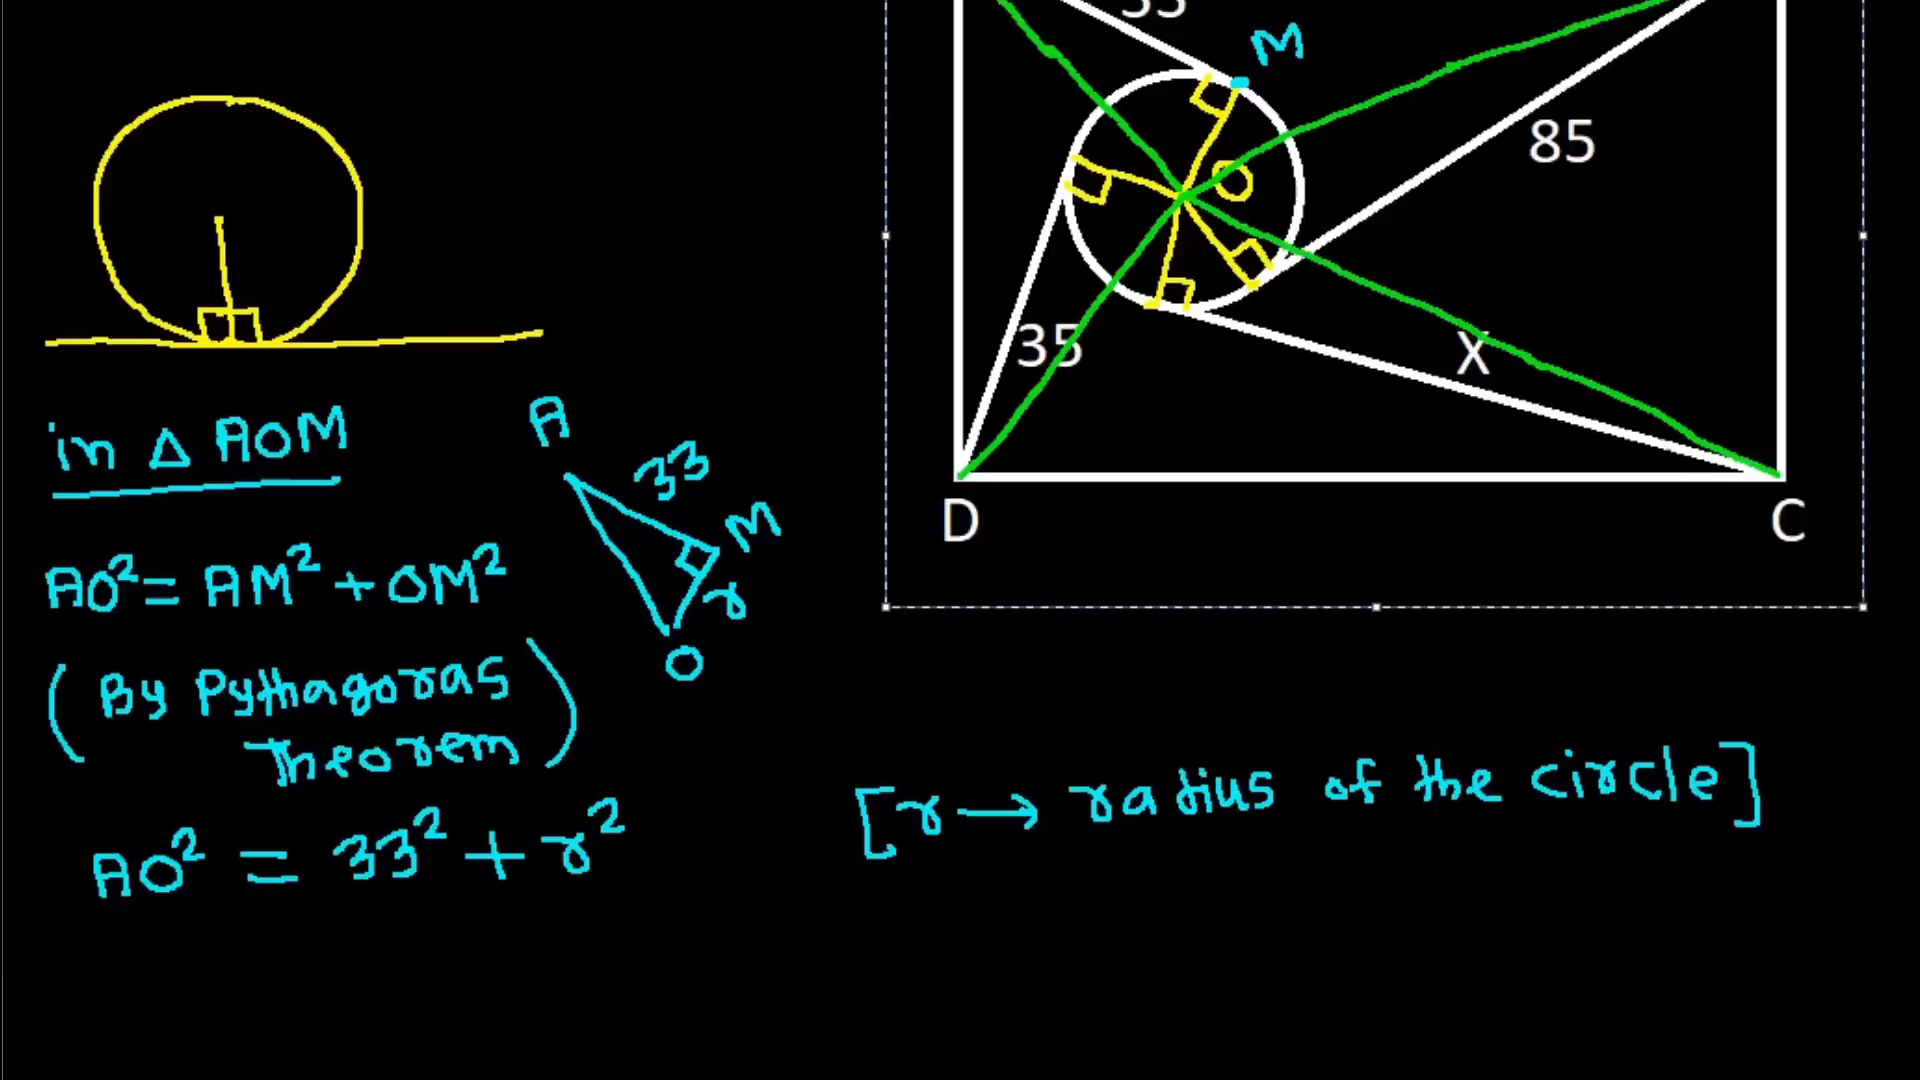 M
O
85
35
X
D
C
in Δ AOM
A
33
M
r
O
AO² = AM² + OM²
(By Pythagoras
Theorem)
AO² = 33² + r²
[r → radius of the circle]